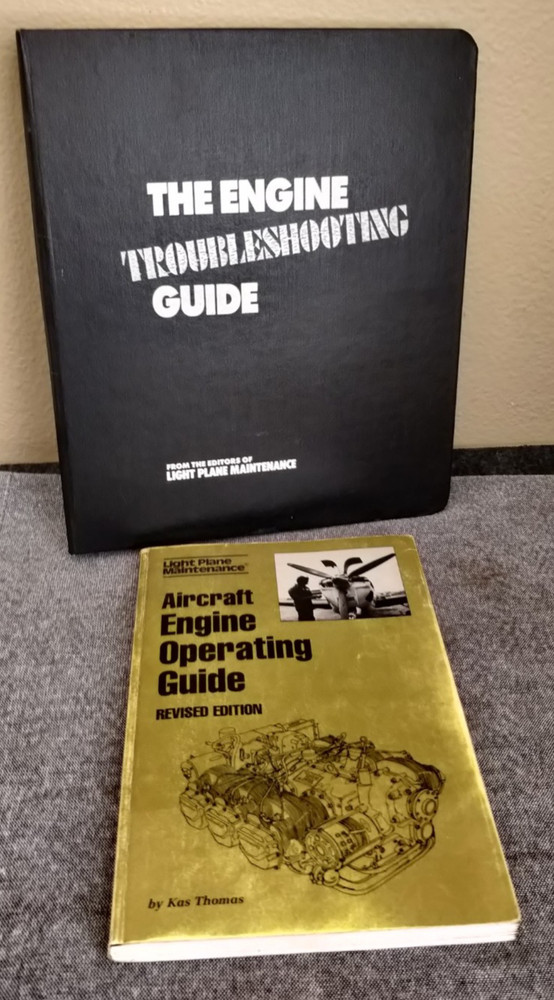 THE ENGINE
TROUBLESHOOTING
GUIDE
FROM THE EDITORS OF
LIGHT PLANE MAINTENANCE
Light Plane
Maintenance®
Aircraft
Engine
Operating
Guide
REVISED EDITION
by Kas Thomas